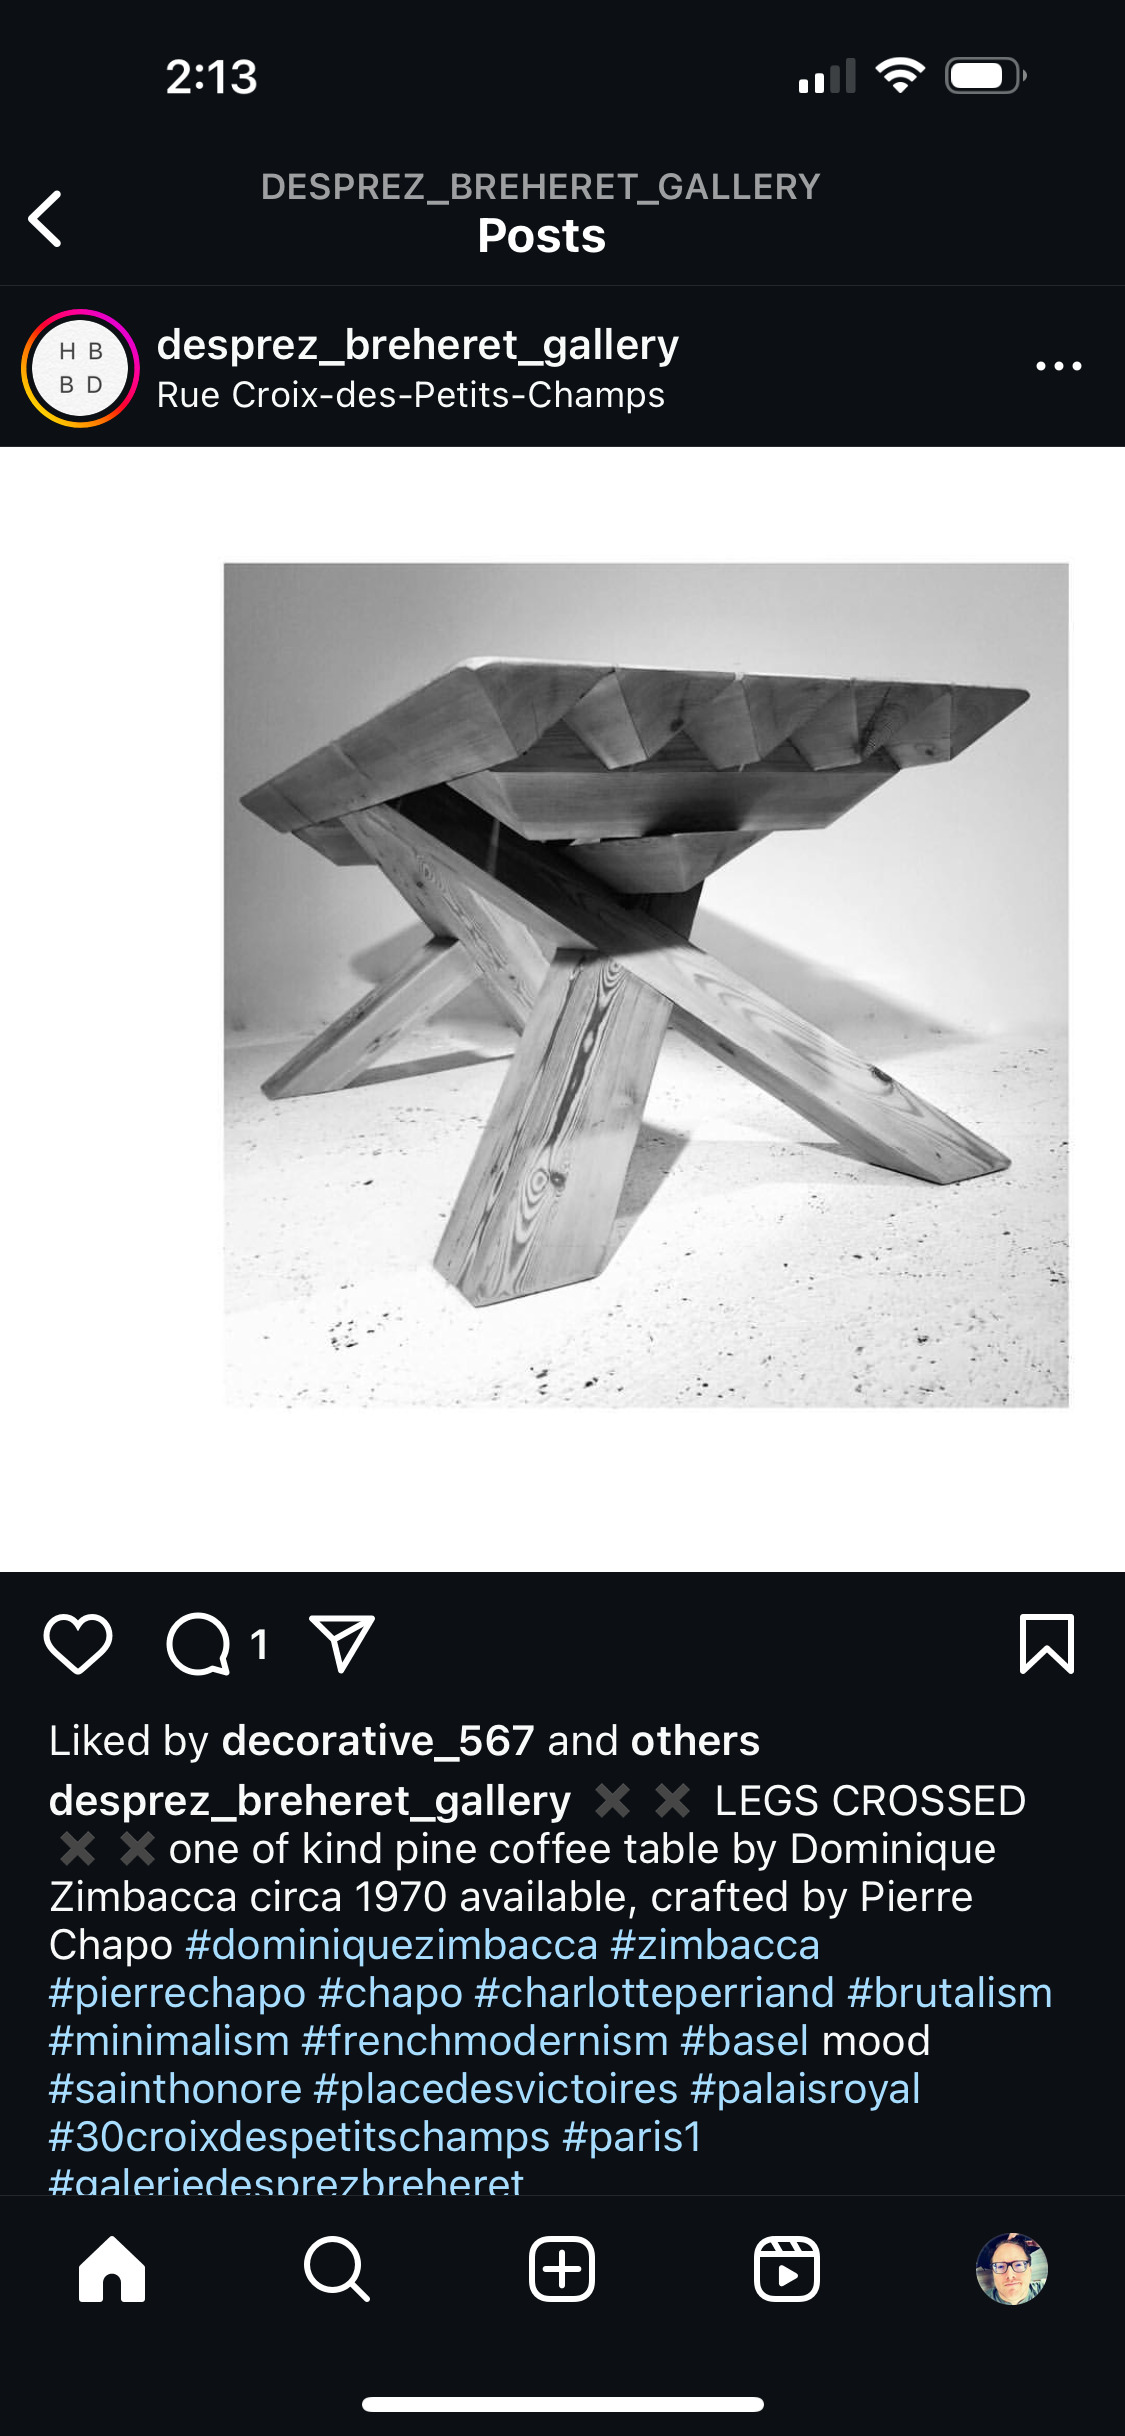 2:13
DESPREZ_BREHERET_GALLERY
Posts
H B
B D
desprez_breheret_gallery
Rue Croix-des-Petits-Champs
1
Liked by decorative_567 and others
desprez_breheret_gallery ✖️ ✖️ LEGS CROSSED
✖️ ✖️ one of kind pine coffee table by Dominique
Zimbacca circa 1970 available, crafted by Pierre
Chapo #dominiquezimbacca #zimbacca
#pierrechapo #chapo #charlotteperriand #brutalism
#minimalism #frenchmodernism #basel mood
#sainthonore #placedesvictoires #palaisroyal
#30croixdespetitschamps #paris1
#galeriedesprezbreheret